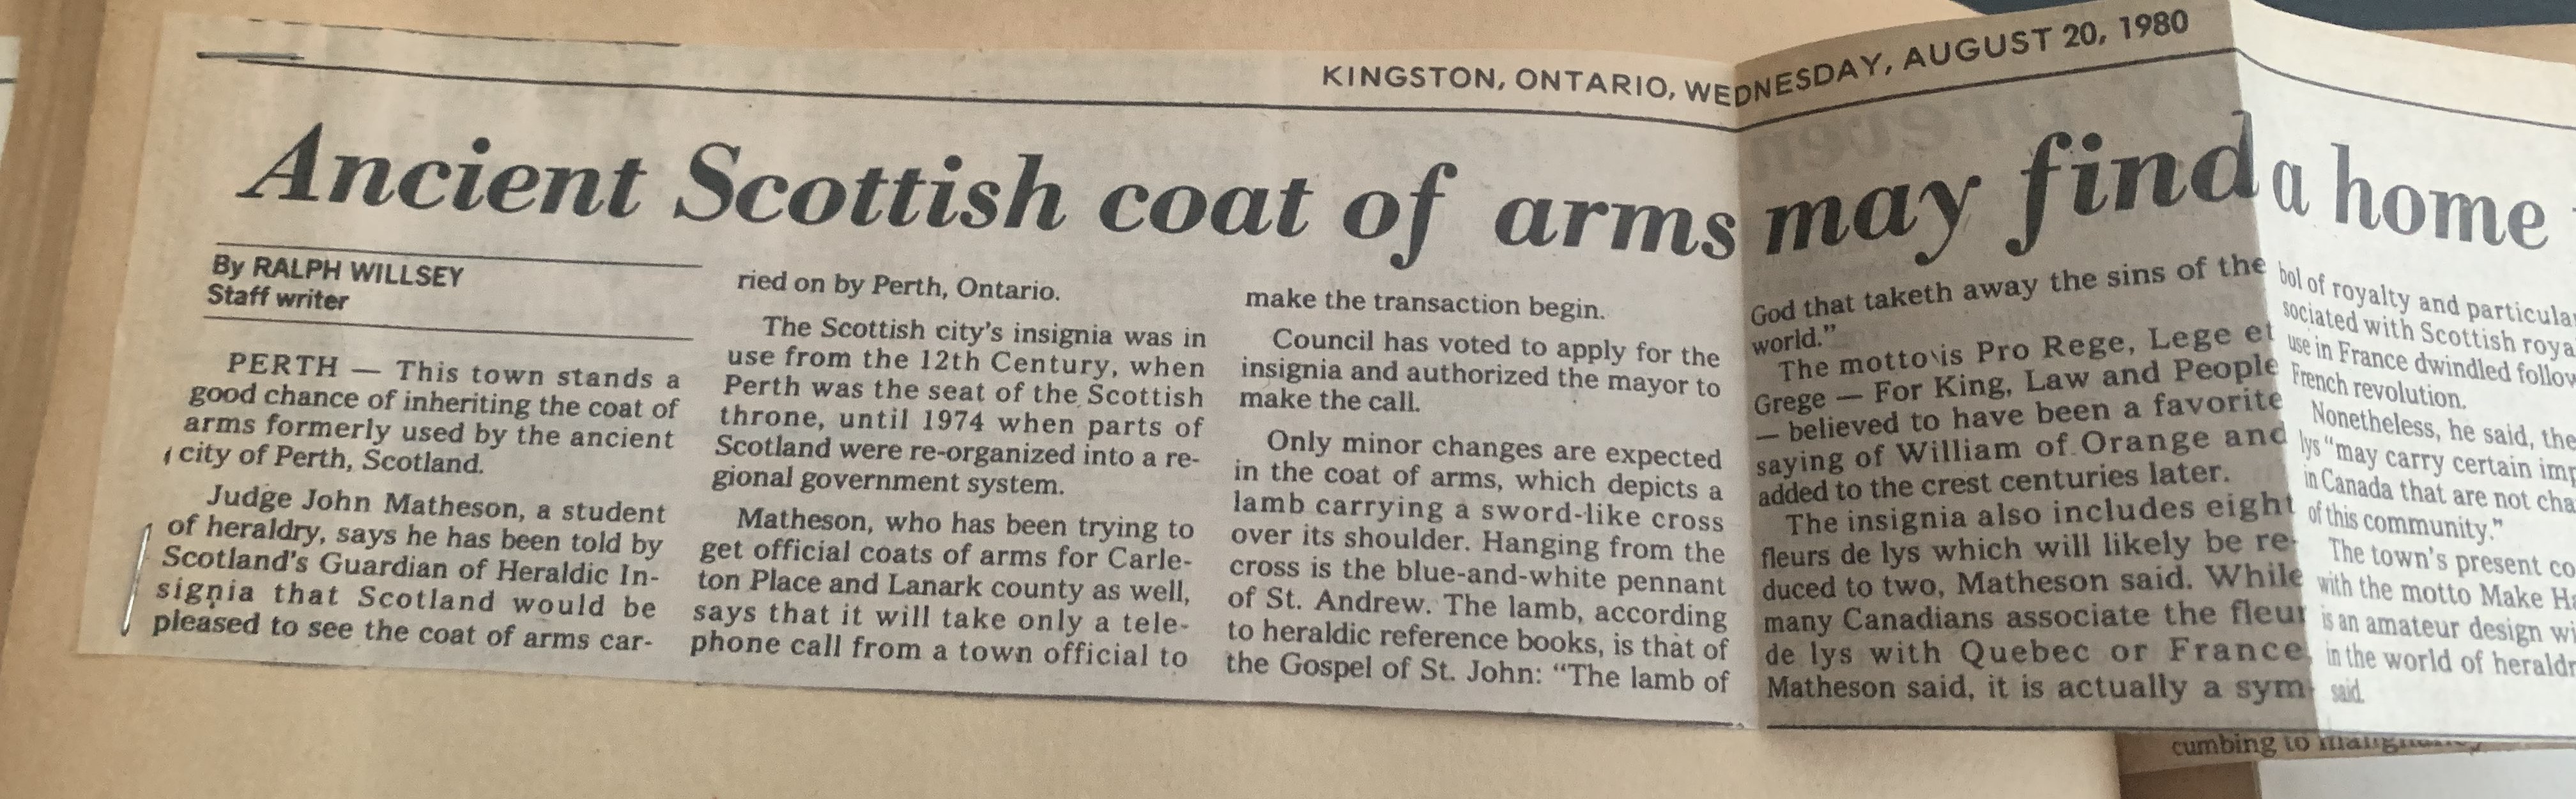 KINGSTON, ONTARIO, WEDNESDAY, AUGUST 20, 1980
Ancient Scottish coat of arms may find a home
By RALPH WILLSEY
Staff writer
PERTH — This town stands a
good chance of inheriting the coat of
arms formerly used by the ancient
city of Perth, Scotland.
Judge John Matheson, a student
of heraldry, says he has been told by
Scotland's Guardian of Heraldic In-
signia that Scotland would be
pleased to see the coat of arms car-
ried on by Perth, Ontario.
The Scottish city's insignia was in
use from the 12th Century, when
Perth was the seat of the Scottish
throne, until 1974 when parts of
Scotland were re-organized into a re-
gional government system.
Matheson, who has been trying to
get official coats of arms for Carle-
ton Place and Lanark county as well,
says that it will take only a tele-
phone call from a town official to
make the transaction begin.
Council has voted to apply for the
insignia and authorized the mayor to
make the call.
Only minor changes are expected
in the coat of arms, which depicts a
lamb carrying a sword-like cross
over its shoulder. Hanging from the
cross is the blue-and-white pennant
of St. Andrew. The lamb, according
to heraldic reference books, is that of
the Gospel of St. John: "The lamb of
God that taketh away the sins of the
world."
The motto is Pro Rege, Lege et
Grege — For King, Law and People
— believed to have been a favorite
saying of William of Orange and
added to the crest centuries later.
The insignia also includes eight
fleurs de lys which will likely be re-
duced to two, Matheson said. While
many Canadians associate the fleur
de lys with Quebec or France,
Matheson said, it is actually a sym-
bol of royalty and particular
sociated with Scottish roya
use in France dwindled follow
French revolution.
Nonetheless, he said, the
lys "may carry certain imp
in Canada that are not cha
of this community."
The town's present co
with the motto Make Ha
is an amateur design wi
in the world of heraldr
said.
cumbing to